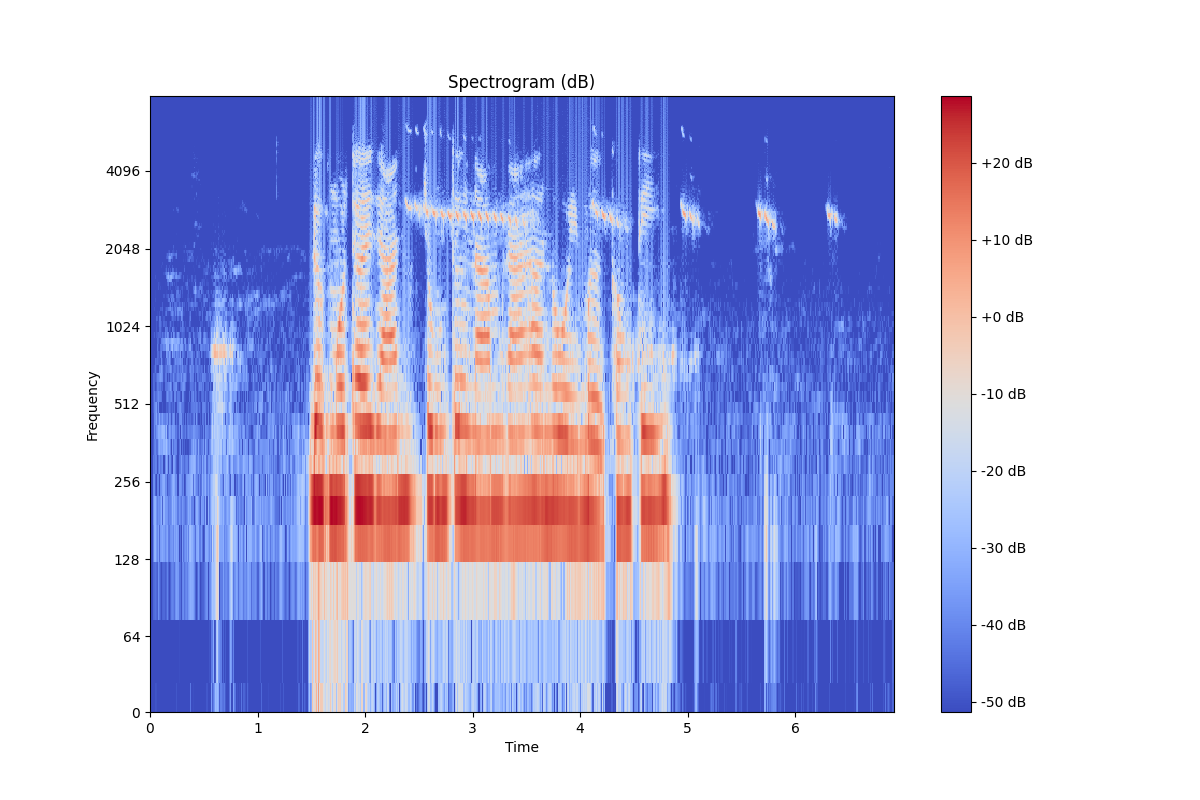 Spectrogram (dB)
Frequency
4096
2048
1024
512
256
128
64
0
0 1 2 3 4 5 6
Time
+20 dB
+10 dB
+0 dB
-10 dB
-20 dB
-30 dB
-40 dB
-50 dB